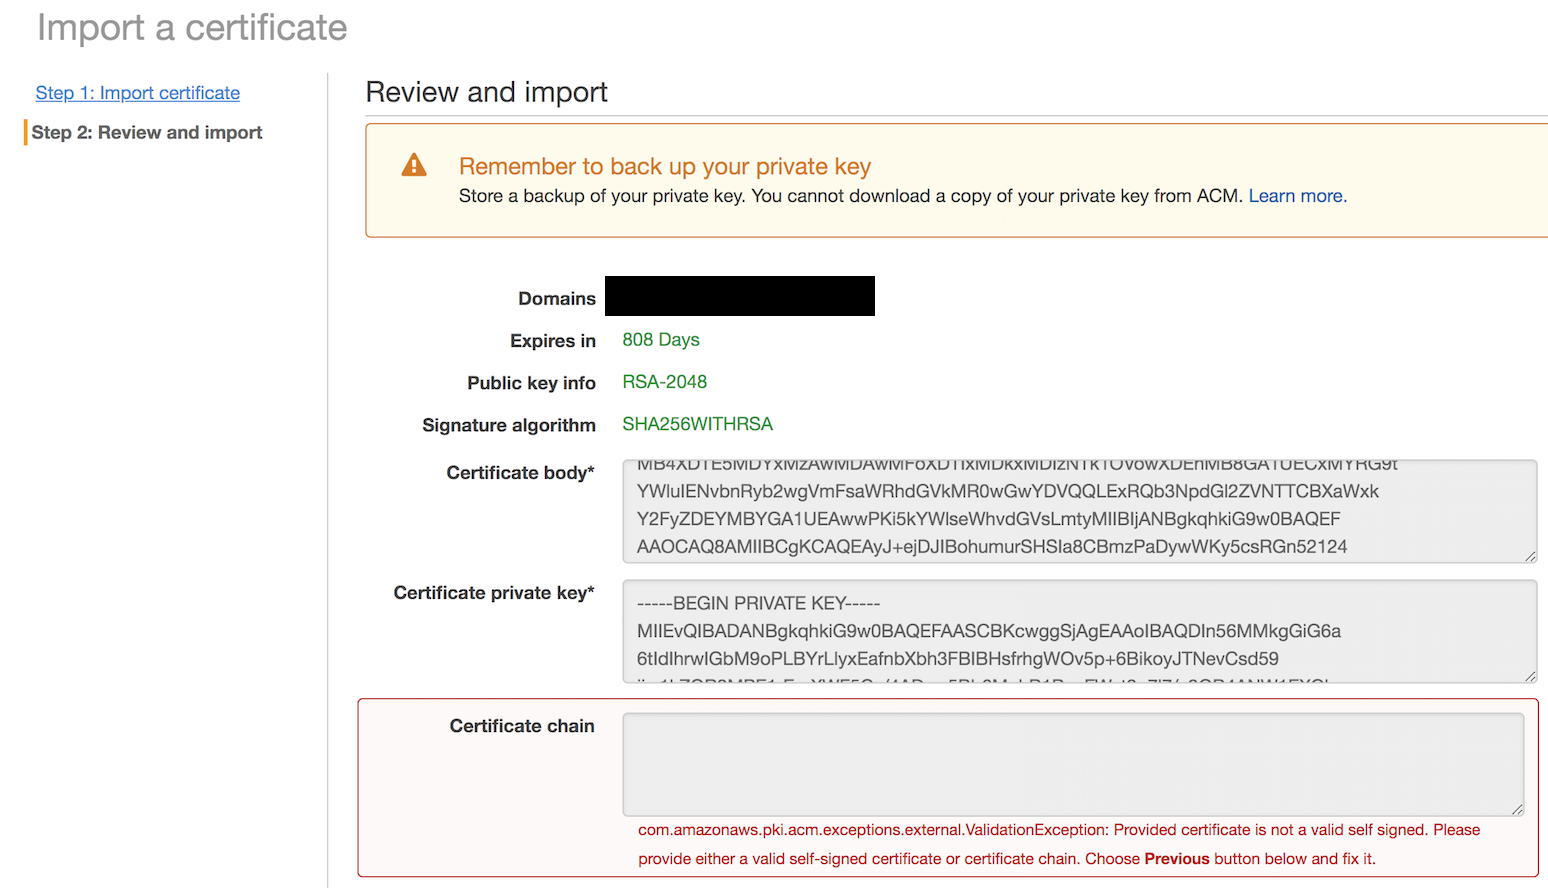 Import a certificate
Step 1: Import certificate
Step 2: Review and import
Review and import
Remember to back up your private key
Store a backup of your private key. You cannot download a copy of your private key from ACM. Learn more.
Domains
Expires in 808 Days
Public key info RSA-2048
Signature algorithm SHA256WITHRSA
Certificate body*
MB4XDTE5MDYxMzAwMDAwMFoXDTIxMDkxMDIzNTk1OVowXDEhMB8GA1UECxMYRG9t
YWluIENvbnRyb2wgVmFsaWRhdGVkMR0wGwYDVQQLExRQb3NpdGl2ZVNTTCBXaWxk
Y2FyZDEYMBYGA1UEAwwPKi5kYWlseWhvdGVsLmtyMIIBIjANBgkqhkiG9w0BAQEF
AAOCAQ8AMIIBCgKCAQEAyJ+ejDJIBohumurSHSIa8CBmzPaDywWKy5csRGn52124
Certificate private key*
-----BEGIN PRIVATE KEY-----
MIIEvQIBADANBgkqhkiG9w0BAQEFAASCBKcwggSjAgEAAoIBAQDIn56MMkgGiG6a
6tIdIhrwIGbM9oPLBYrLlyxEafnbXbh3FBIBHsfrhgWOv5p+6BikoyJTNevCsd59
Certificate chain
com.amazonaws.pki.acm.exceptions.external.ValidationException: Provided certificate is not a valid self signed. Please
provide either a valid self-signed certificate or certificate chain. Choose Previous button below and fix it.